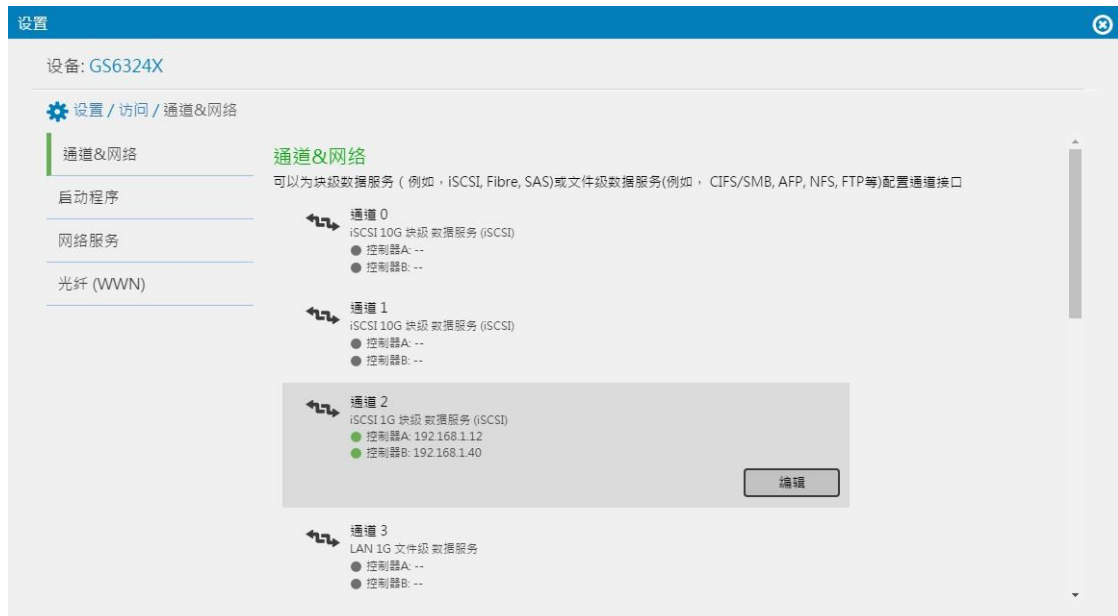 设置
设备: GS6324X
设置 / 访问 / 通道&网络
通道&网络
启动程序
网络服务
光纤 (WWN)
通道&网络
可以为块级数据服务 ( 例如，iSCSI, Fibre, SAS)或文件级数据服务(例如， CIFS/SMB, AFP, NFS, FTP等)配置通道接口
通道 0
iSCSI 10G 块级 数据服务 (iSCSI)
控制器A: --
控制器B: --
通道 1
iSCSI 10G 块级 数据服务 (iSCSI)
控制器A: --
控制器B: --
通道 2
iSCSI 1G 块级 数据服务 (iSCSI)
控制器A: 192.168.1.12
控制器B: 192.168.1.40
编辑
通道 3
LAN 1G 文件级 数据服务
控制器A: --
控制器B: --